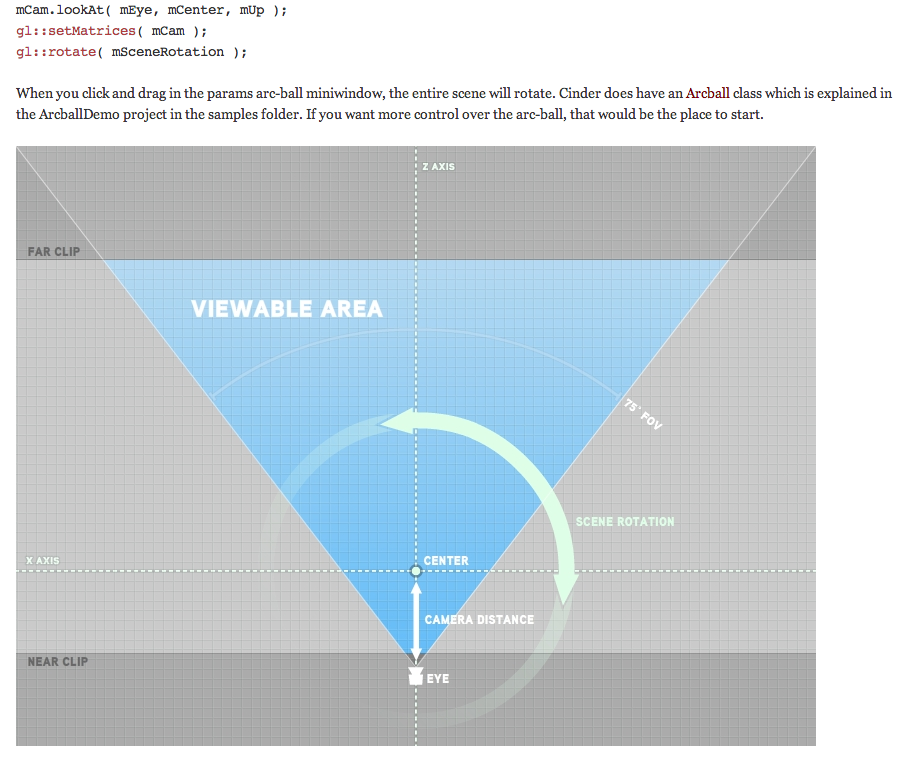 mCam.lookAt( mEye, mCenter, mUp );
gl::setMatrices( mCam );
gl::rotate( mSceneRotation );
When you click and drag in the params arc-ball miniwindow, the entire scene will rotate. Cinder does have an Arcball class which is explained in
the ArcballDemo project in the samples folder. If you want more control over the arc-ball, that would be the place to start.
Z AXIS
FAR CLIP
VIEWABLE AREA
75° FOV
SCENE ROTATION
X AXIS
CENTER
CAMERA DISTANCE
NEAR CLIP
EYE